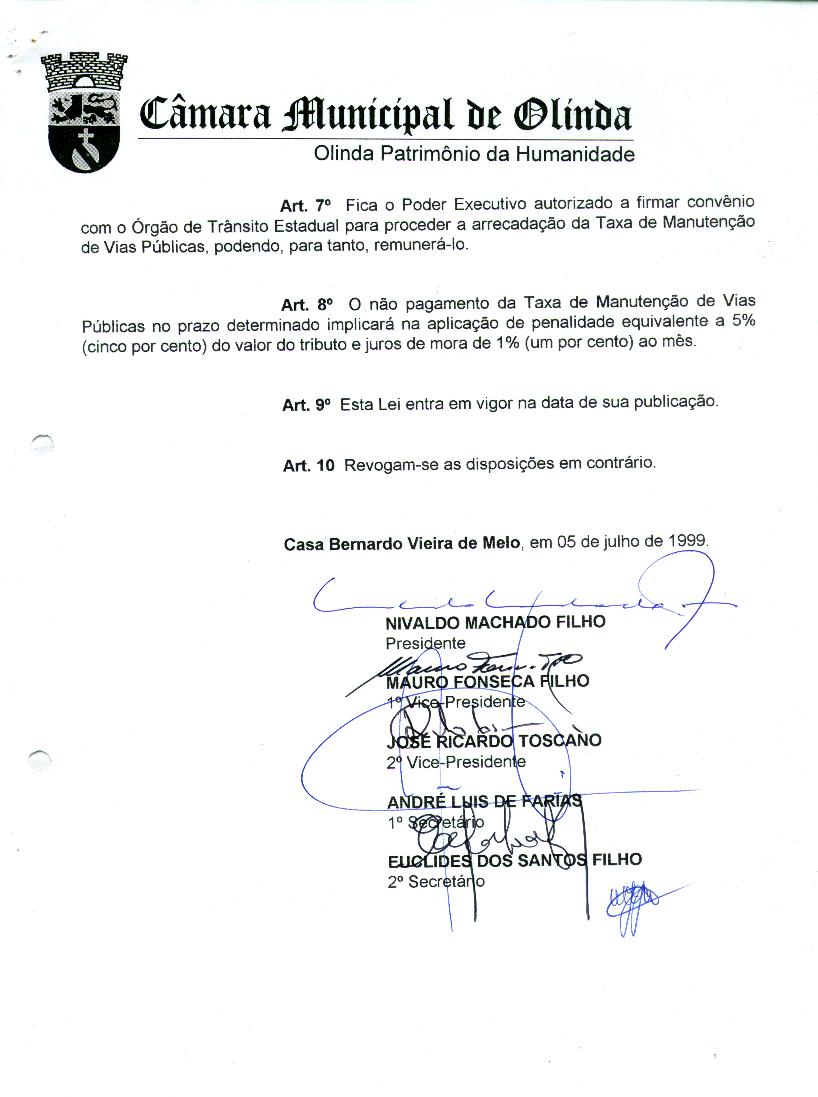 Câmara Municipal de Olinda
Olinda Patrimônio da Humanidade
Art. 7º Fica o Poder Executivo autorizado a firmar convênio
com o Órgão de Trânsito Estadual para proceder a arrecadação da Taxa de Manutenção
de Vias Públicas, podendo, para tanto, remunerá-lo.
Art. 8º O não pagamento da Taxa de Manutenção de Vias
Públicas no prazo determinado implicará na aplicação de penalidade equivalente a 5%
(cinco por cento) do valor do tributo e juros de mora de 1% (um por cento) ao mês.
Art. 9º Esta Lei entra em vigor na data de sua publicação.
Art. 10 Revogam-se as disposições em contrário.
Casa Bernardo Vieira de Melo, em 05 de julho de 1999.
NIVALDO MACHADO FILHO
Presidente
MAURO FONSECA FILHO
1º Vice-Presidente
JOSÉ RICARDO TOSCANO
2º Vice-Presidente
ANDRÉ LUIS DE FARIAS
1º Secretário
EUCLIDES DOS SANTOS FILHO
2º Secretário